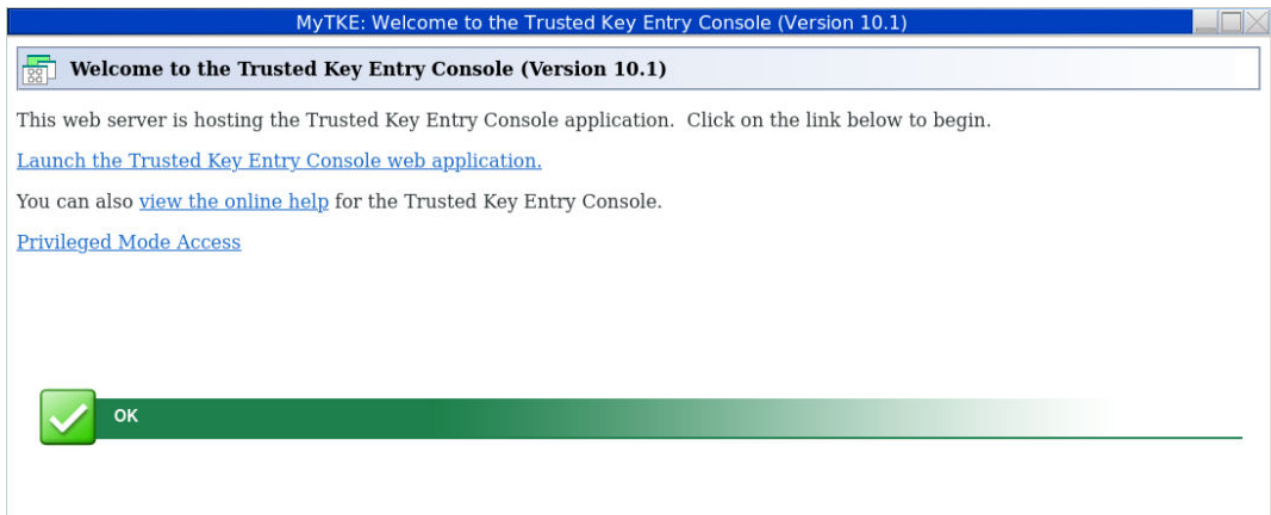 MyTKE: Welcome to the Trusted Key Entry Console (Version 10.1)
Welcome to the Trusted Key Entry Console (Version 10.1)
This web server is hosting the Trusted Key Entry Console application.  Click on the link below to begin.
Launch the Trusted Key Entry Console web application.
You can also view the online help for the Trusted Key Entry Console.
Privileged Mode Access
OK